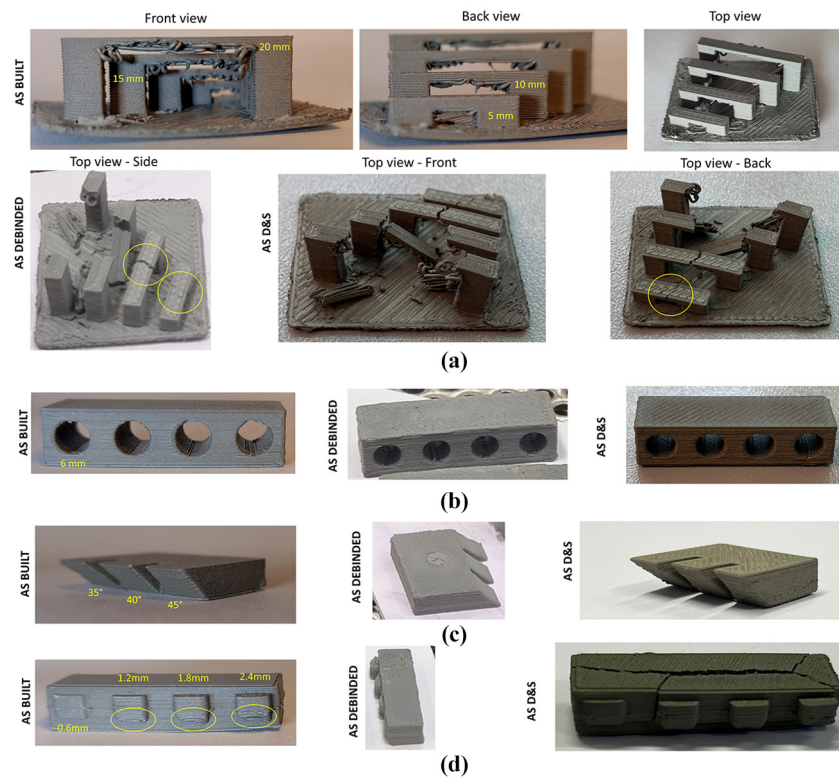 Front view
Back view
Top view
AS BUILT
20 mm
15 mm
10 mm
5 mm
Top view - Side
Top view - Front
Top view - Back
AS DEBINDED
AS D&S
(a)
AS BUILT
6 mm
AS DEBINDED
AS D&S
(b)
AS BUILT
35°
40°
45°
AS DEBINDED
AS D&S
(c)
AS BUILT
1.2mm
1.8mm
2.4mm
0.6mm
AS DEBINDED
AS D&S
(d)